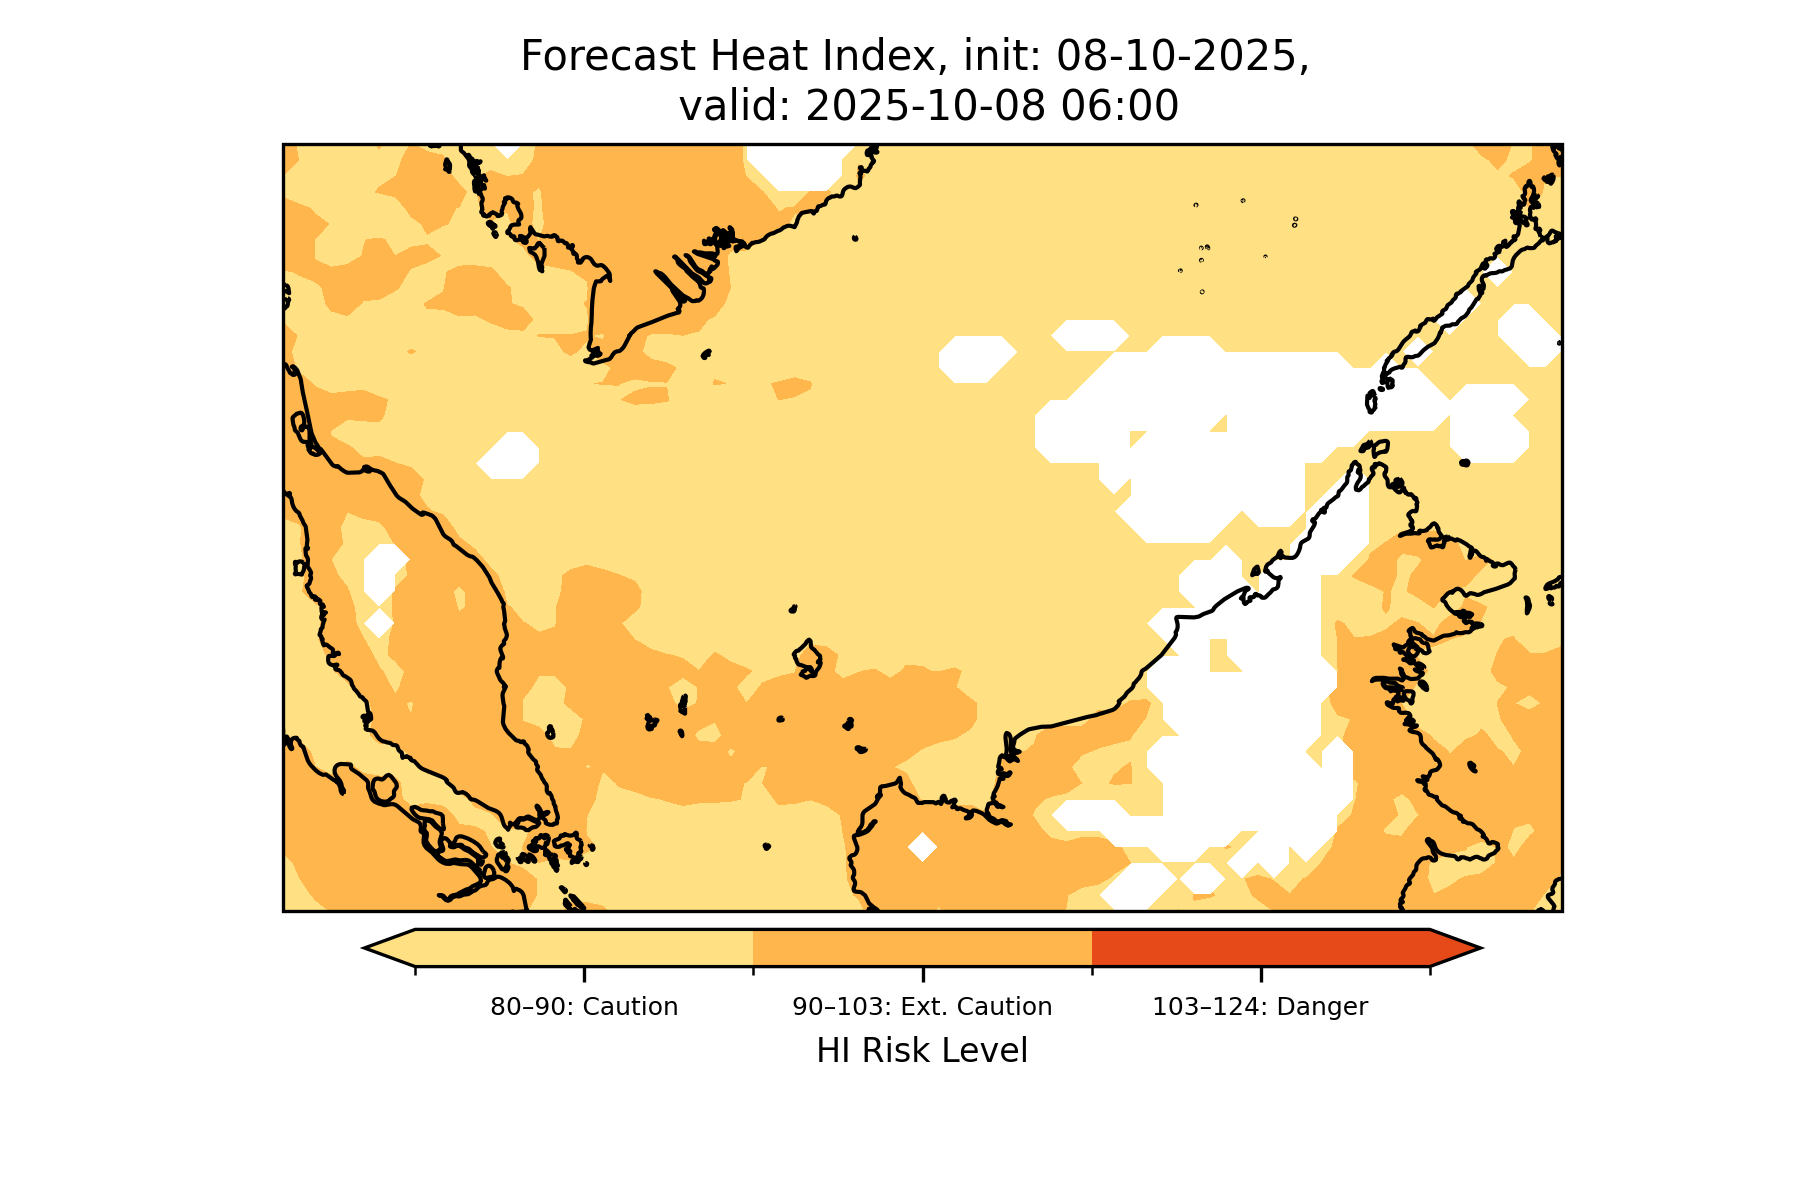 Forecast Heat Index, init: 08-10-2025,
valid: 2025-10-08 06:00
80–90: Caution
90–103: Ext. Caution
103–124: Danger
HI Risk Level